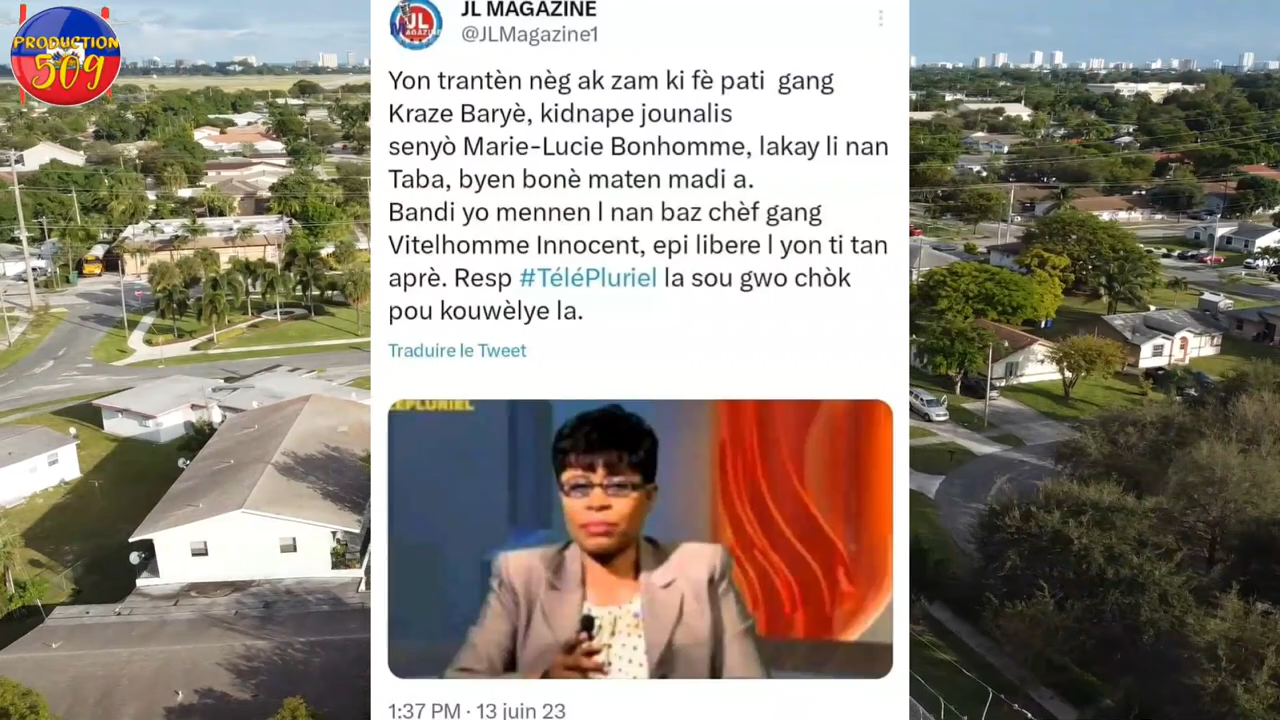 PRODUCTION
509
JL MAGAZINE
@JLMagazine1
JL
MAGAZINE
Yon trantèn nèg ak zam ki fè pati gang
Kraze Baryè, kidnape jounalis
senyò Marie-Lucie Bonhomme, lakay li nan
Taba, byen bonè maten madi a.
Bandi yo mennen l nan baz chèf gang
Vitelhomme Innocent, epi libere l yon ti tan
aprè. Resp #TéléPluriel la sou gwo chòk
pou kouwèlye la.
Traduire le Tweet
1:37 PM · 13 juin 23